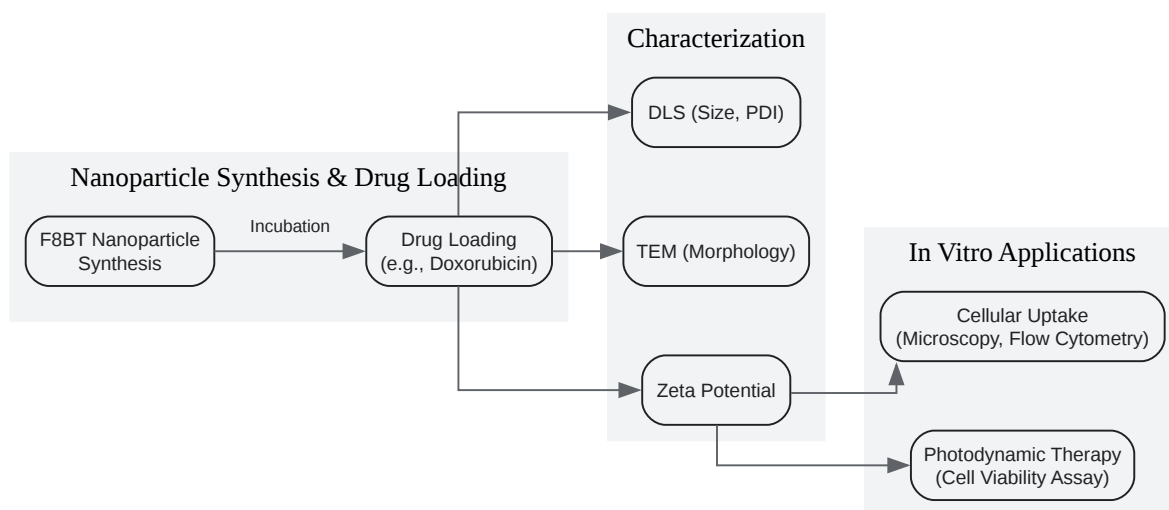 Characterization
DLS (Size, PDI)
Nanoparticle Synthesis & Drug Loading
F8BT Nanoparticle
Synthesis
Incubation
Drug Loading
(e.g., Doxorubicin)
TEM (Morphology)
In Vitro Applications
Cellular Uptake
(Microscopy, Flow Cytometry)
Zeta Potential
Photodynamic Therapy
(Cell Viability Assay)